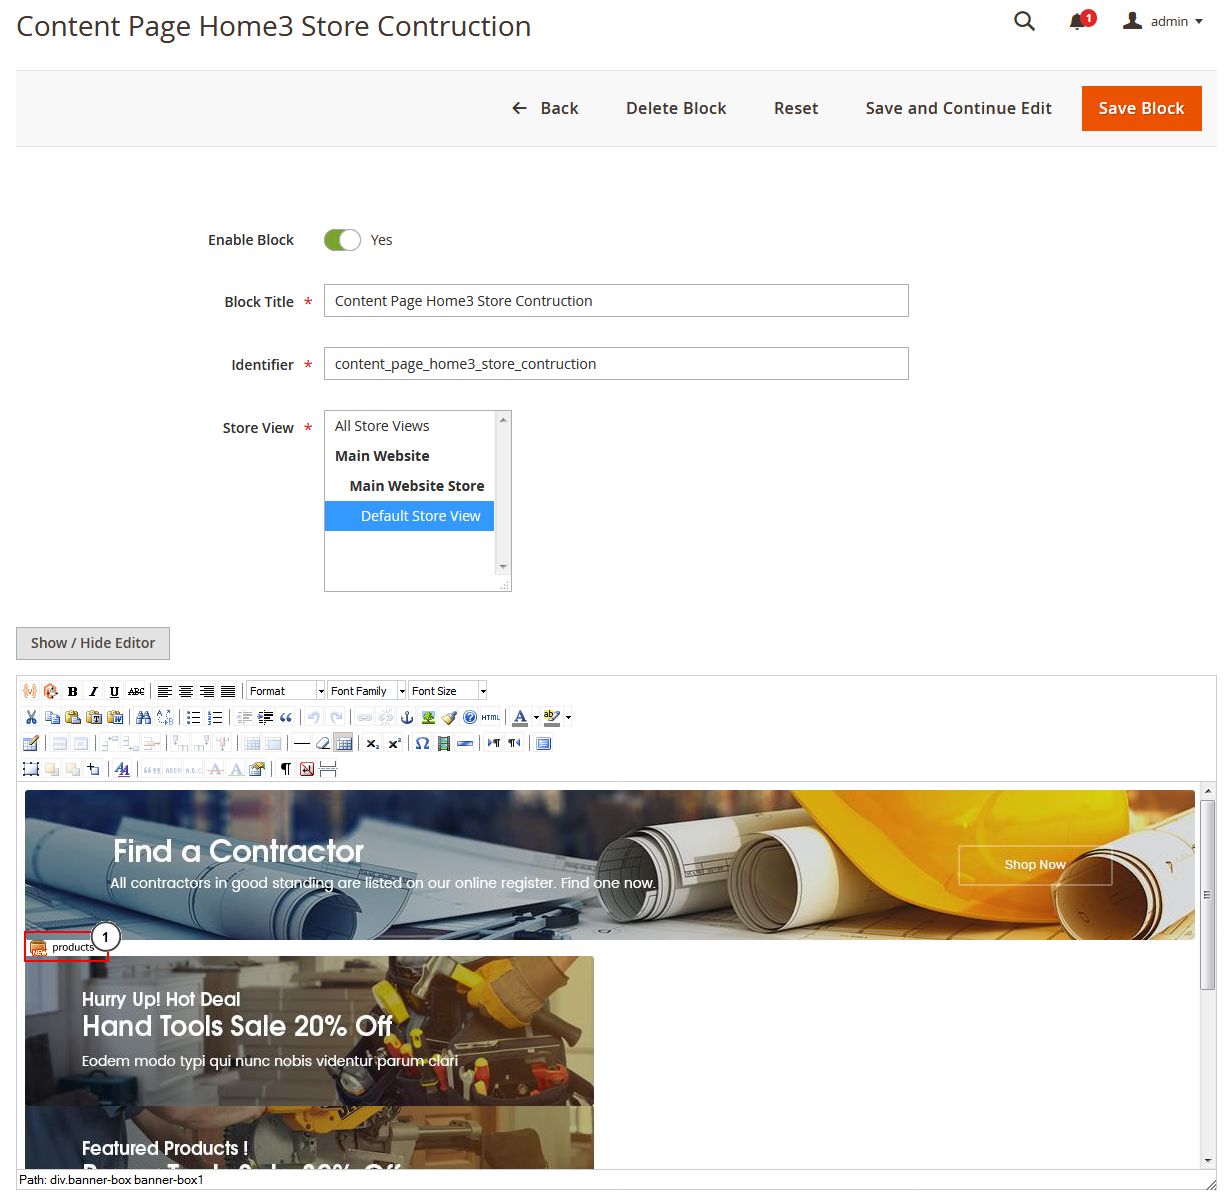 Content Page Home3 Store Contruction
1
admin
Back
Delete Block
Reset
Save and Continue Edit
Save Block
Enable Block
Yes
Block Title *
Content Page Home3 Store Contruction
Identifier *
content_page_home3_store_contruction
Store View *
All Store Views
Main Website
Main Website Store
Default Store View
Show / Hide Editor
B I U ABC Format Font Family Font Size
HTML A ab
x₂ x² Ω
Find a Contractor
All contractors in good standing are listed on our online register. Find one now.
Shop Now
products
1
Hurry Up! Hot Deal
Hand Tools Sale 20% Off
Eodem modo typi qui nunc nobis videntur parum clari
Featured Products !
Path: div.banner-box banner-box1